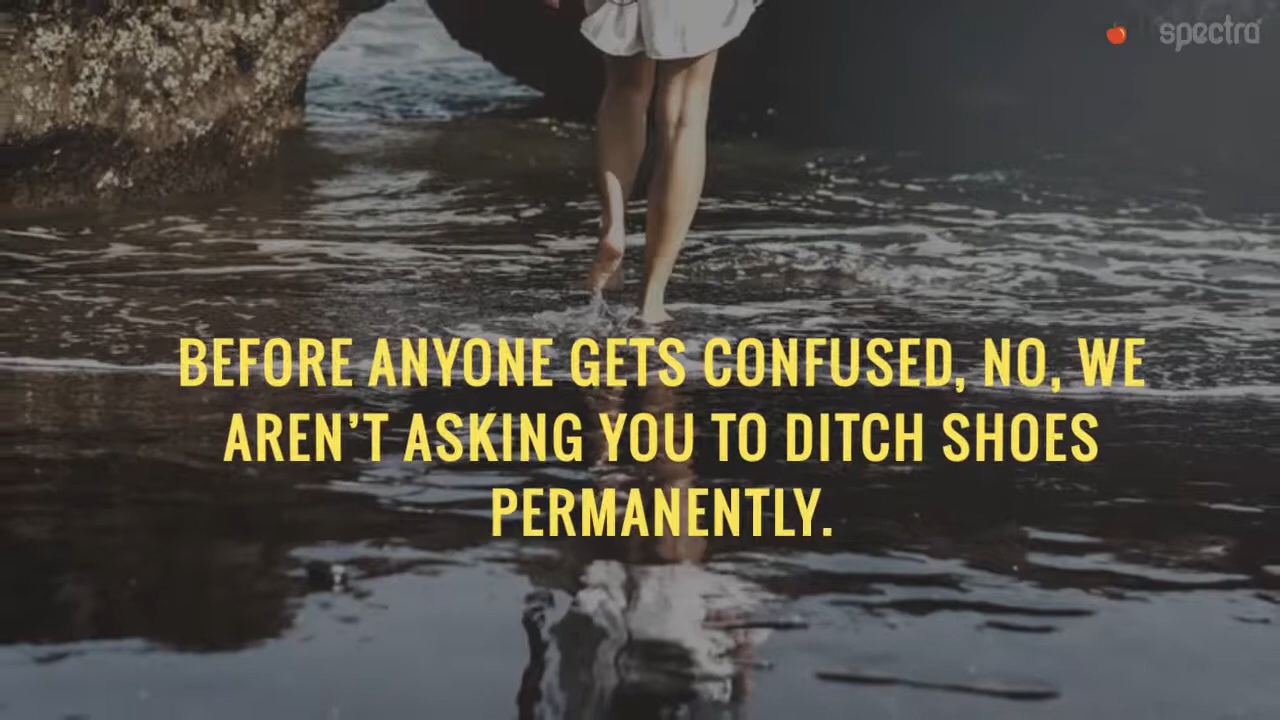 spectra
BEFORE ANYONE GETS CONFUSED, NO, WE
AREN'T ASKING YOU TO DITCH SHOES
PERMANENTLY.